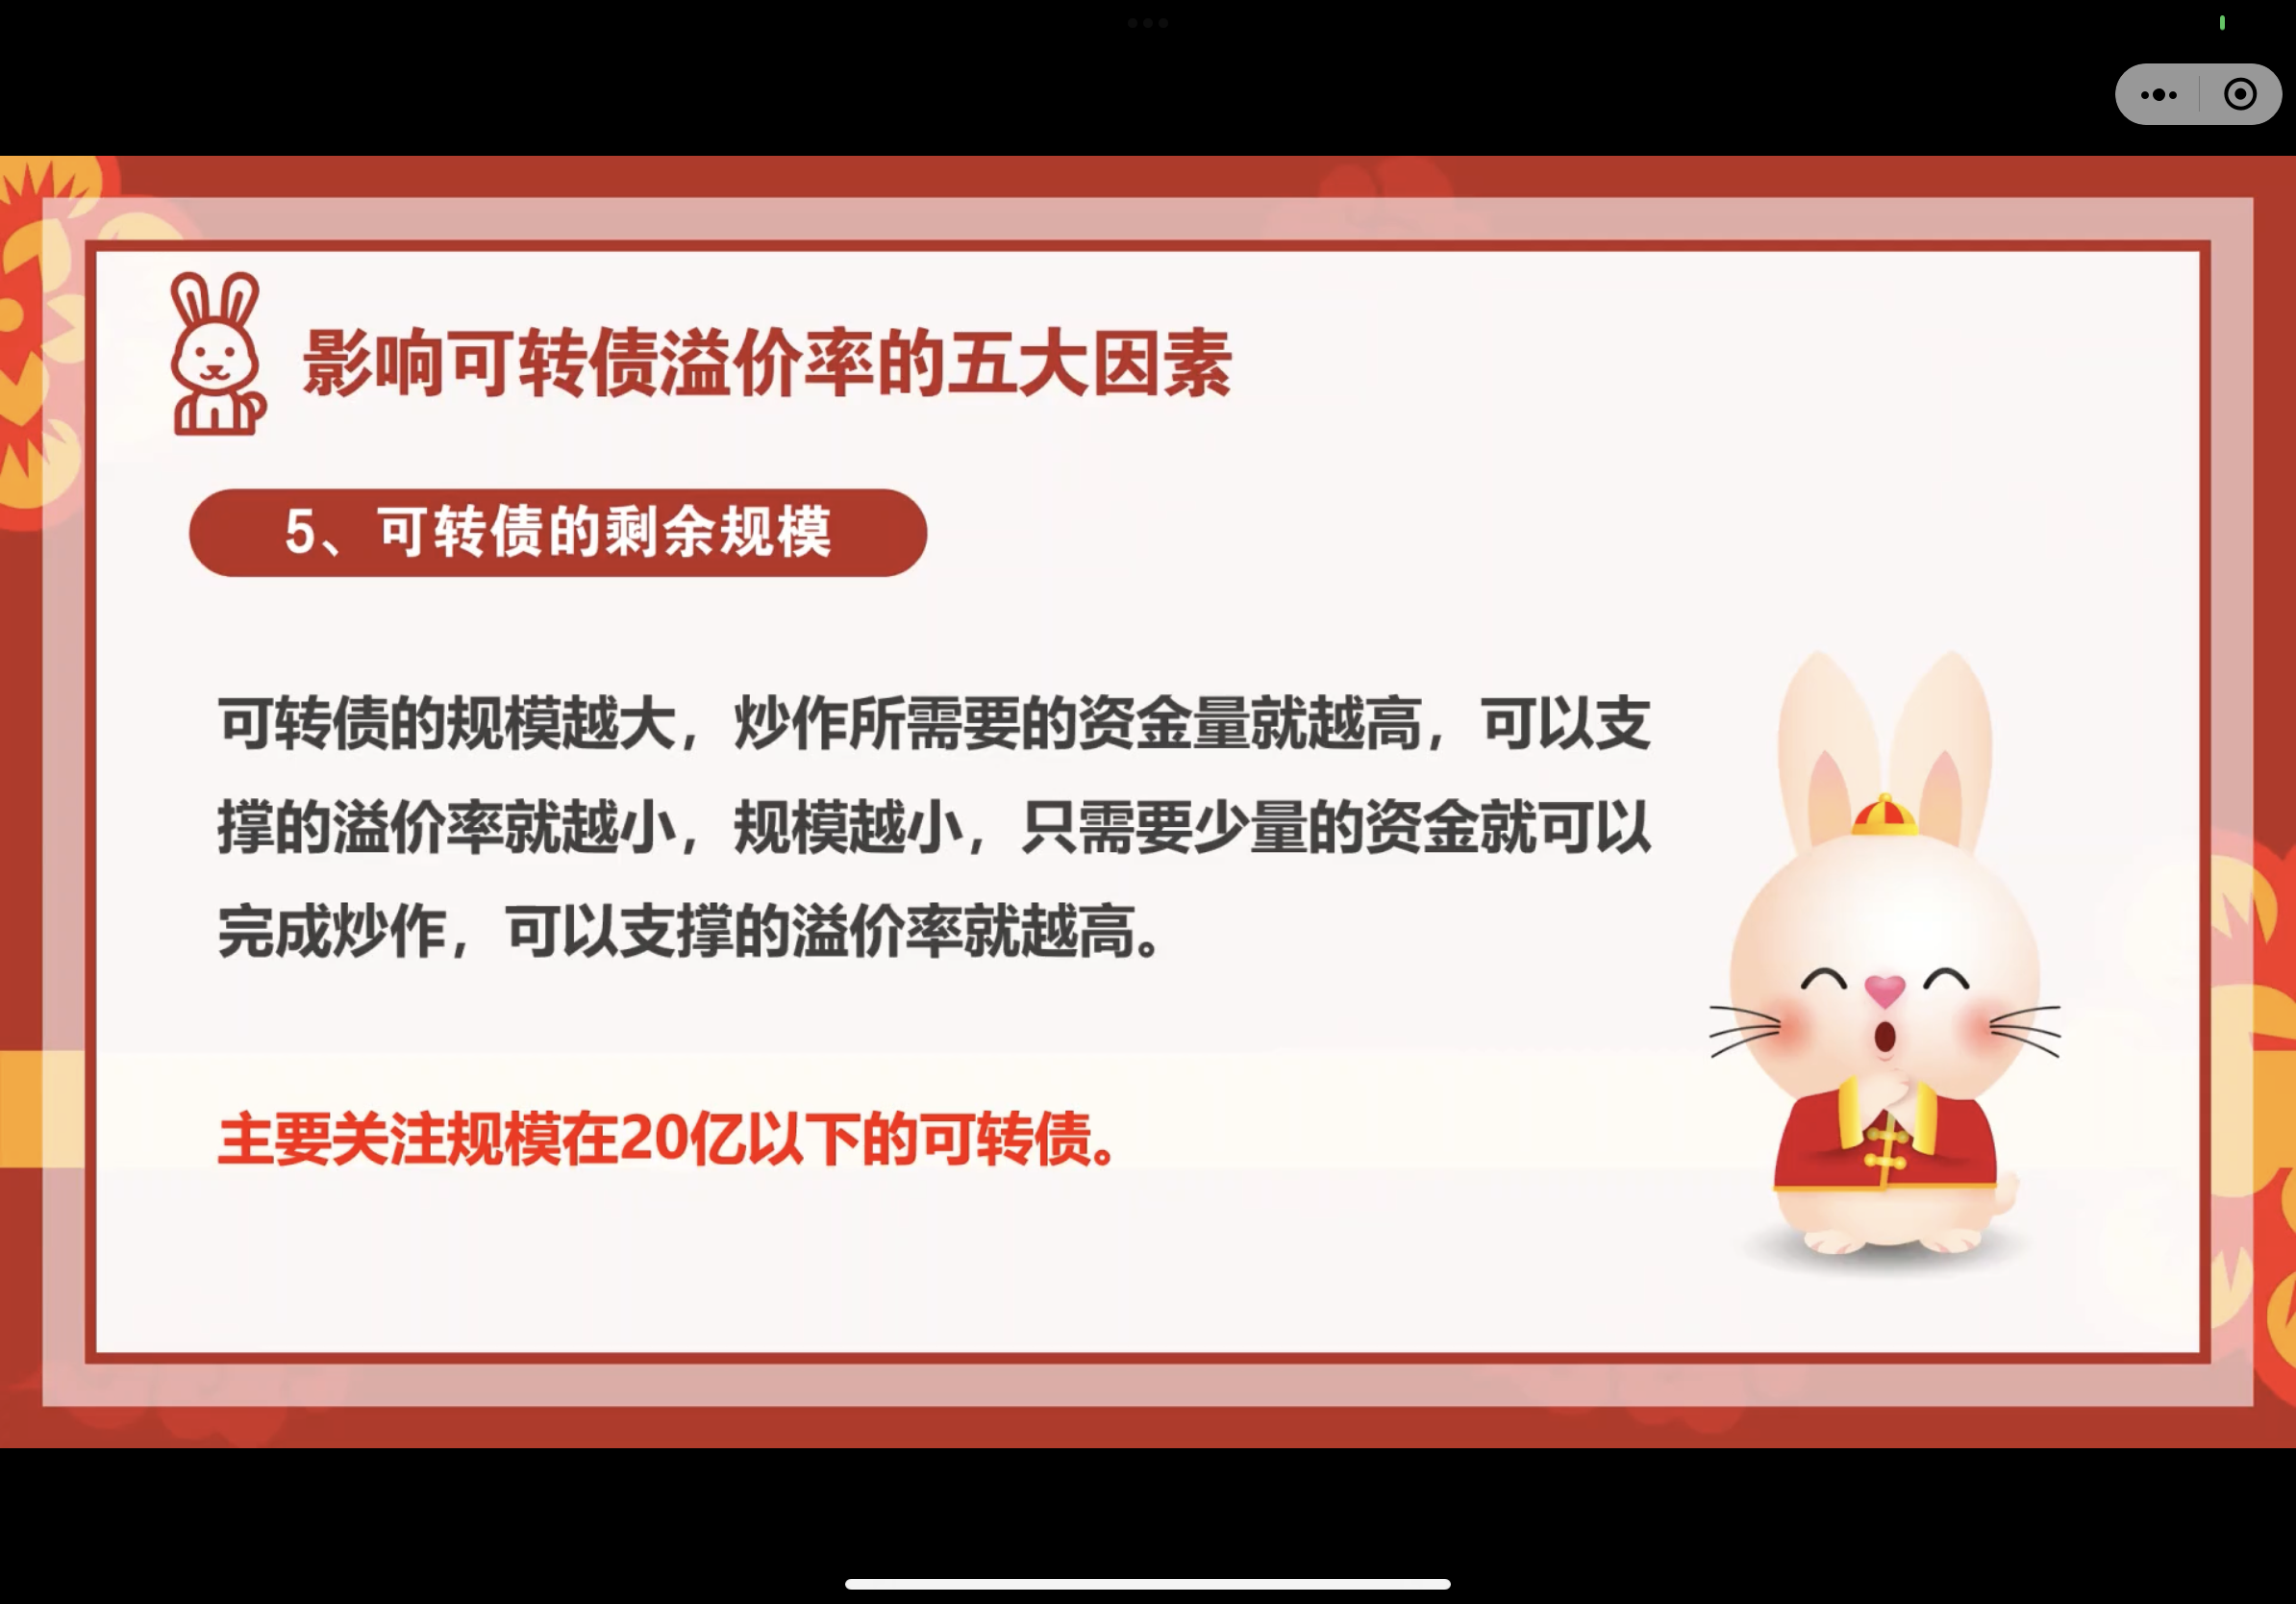 影响可转债溢价率的五大因素
5、可转债的剩余规模
可转债的规模越大，炒作所需要的资金量就越高，可以支
撑的溢价率就越小，规模越小，只需要少量的资金就可以
完成炒作，可以支撑的溢价率就越高。
主要关注规模在20亿以下的可转债。